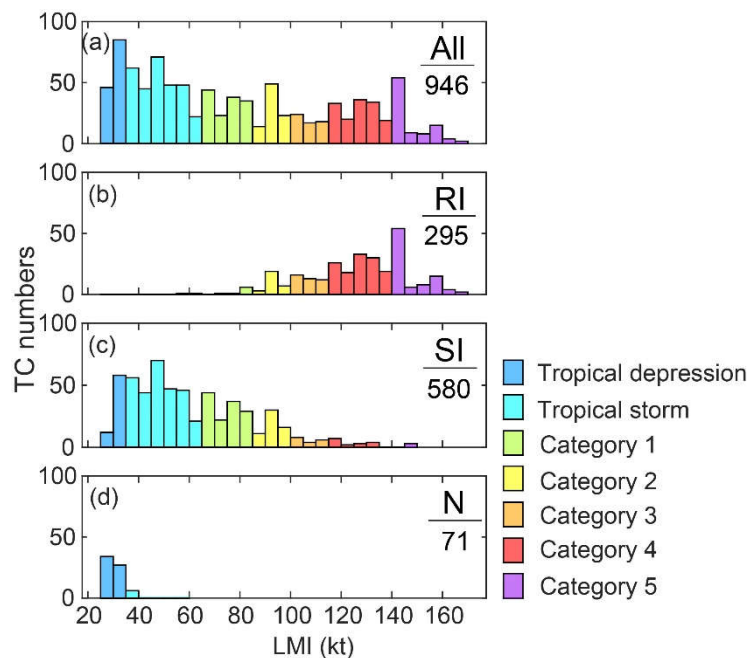 (a)
All
946
100
50
0
(b)
RI
295
100
50
0
(c)
SI
580
100
50
0
(d)
N
71
100
50
0
20 40 60 80 100 120 140 160
LMI (kt)
TC numbers
Tropical depression
Tropical storm
Category 1
Category 2
Category 3
Category 4
Category 5